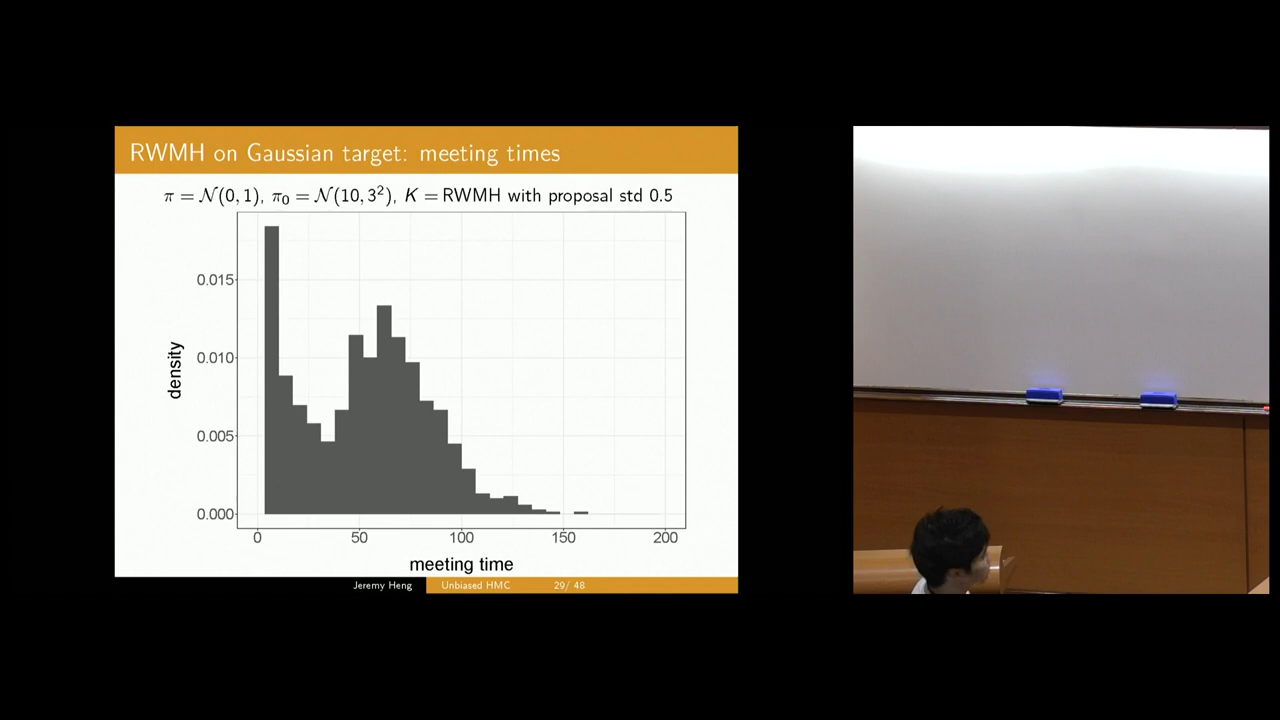 RWMH on Gaussian target: meeting times
π = 𝒩(0, 1), π₀ = 𝒩(10, 3²), K = RWMH with proposal std 0.5
0.015
0.010
0.005
0.000
density
0 50 100 150 200
meeting time
Jeremy Heng Unbiased HMC 29/ 48